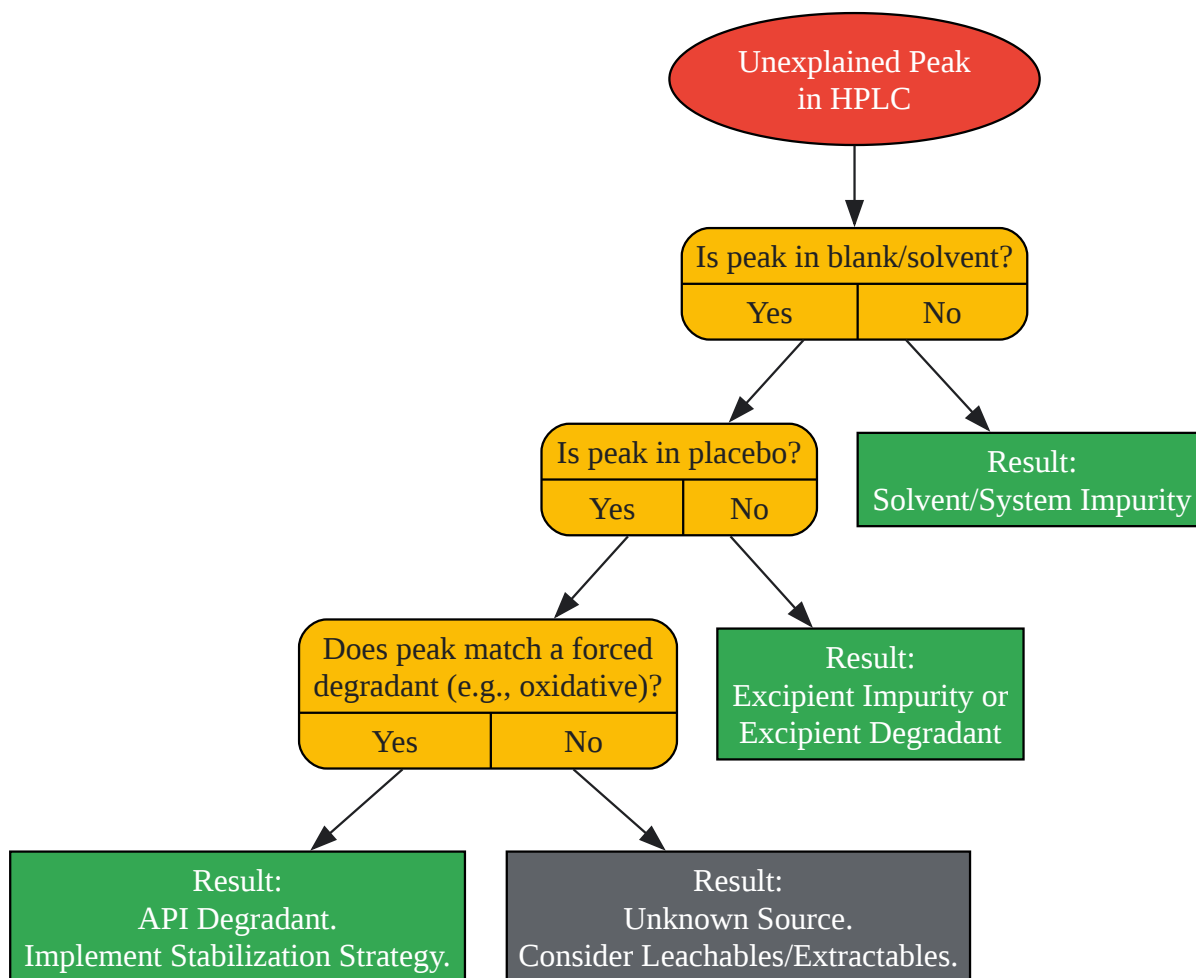 Unexplained Peak
in HPLC
Is peak in blank/solvent?
Yes
No
Is peak in placebo?
Yes
No
Result:
Solvent/System Impurity
Does peak match a forced
degradant (e.g., oxidative)?
Yes
No
Result:
Excipient Impurity or
Excipient Degradant
Result:
API Degradant.
Implement Stabilization Strategy.
Result:
Unknown Source.
Consider Leachables/Extractables.